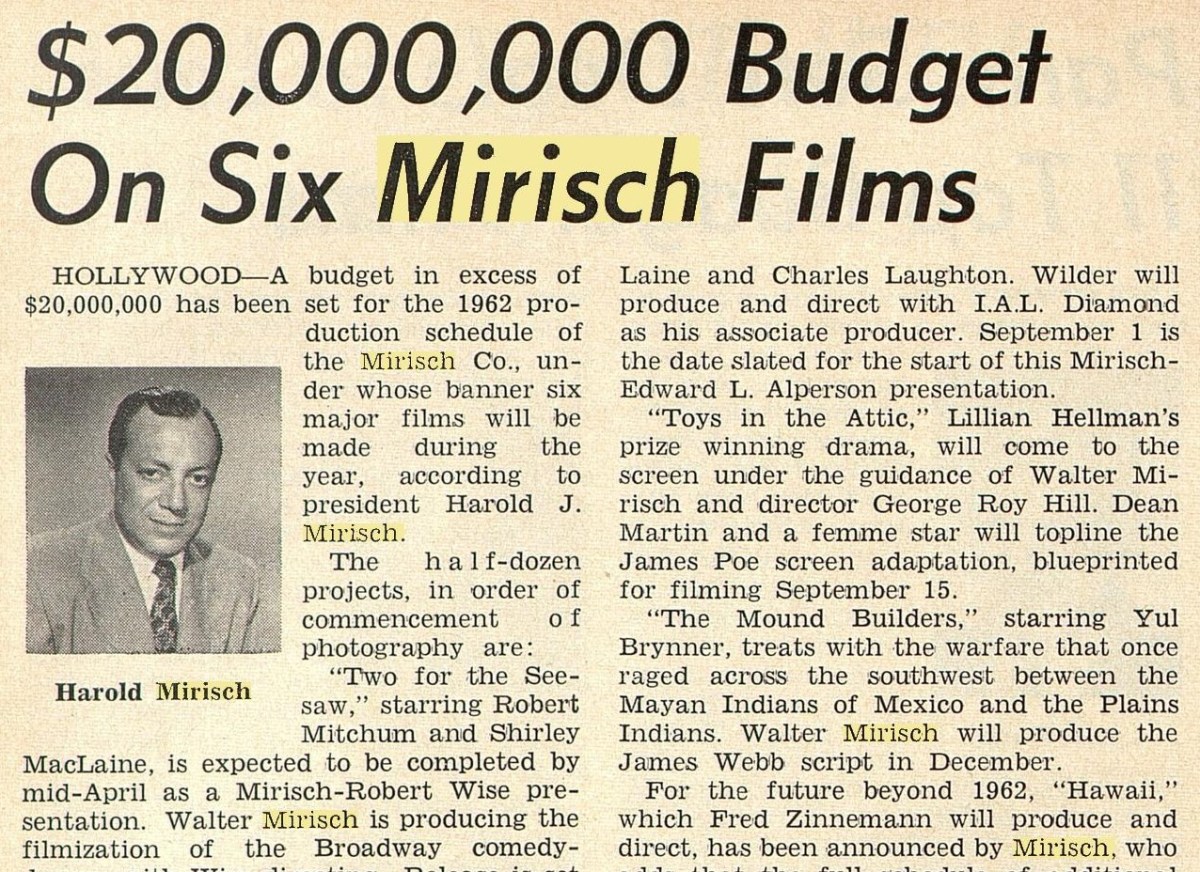 $20,000,000 Budget
On Six Mirisch Films
HOLLYWOOD—A budget in excess of
$20,000,000 has been set for the 1962 pro-
duction schedule of
the Mirisch Co., un-
der whose banner six
major films will be
made during the
year, according to
president Harold J.
Mirisch.
The half-dozen
projects, in order of
commencement of
photography are:
"Two for the See-
saw," starring Robert
Mitchum and Shirley
Harold Mirisch
MacLaine, is expected to be completed by
mid-April as a Mirisch-Robert Wise pre-
sentation. Walter Mirisch is producing the
filmization of the Broadway comedy-
Laine and Charles Laughton. Wilder will
produce and direct with I.A.L. Diamond
as his associate producer. September 1 is
the date slated for the start of this Mirisch-
Edward L. Alperson presentation.
"Toys in the Attic," Lillian Hellman's
prize winning drama, will come to the
screen under the guidance of Walter Mi-
risch and director George Roy Hill. Dean
Martin and a femme star will topline the
James Poe screen adaptation, blueprinted
for filming September 15.
"The Mound Builders," starring Yul
Brynner, treats with the warfare that once
raged across the southwest between the
Mayan Indians of Mexico and the Plains
Indians. Walter Mirisch will produce the
James Webb script in December.
For the future beyond 1962, "Hawaii,"
which Fred Zinnemann will produce and
direct, has been announced by Mirisch, who